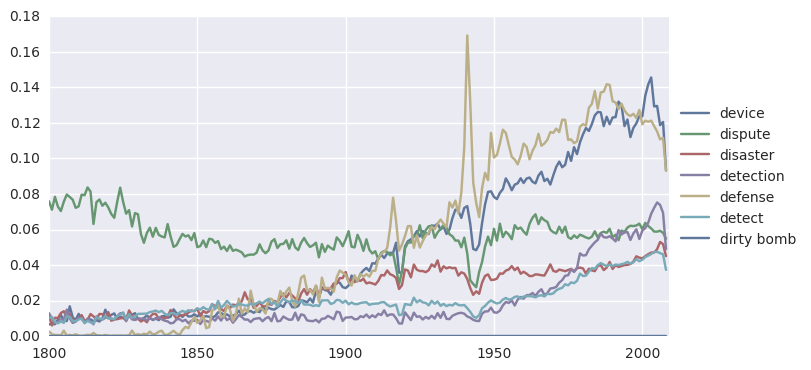 0.18
0.16
0.14
0.12
0.10
0.08
0.06
0.04
0.02
0.00
1800 1850 1900 1950 2000
device
dispute
disaster
detection
defense
detect
dirty bomb